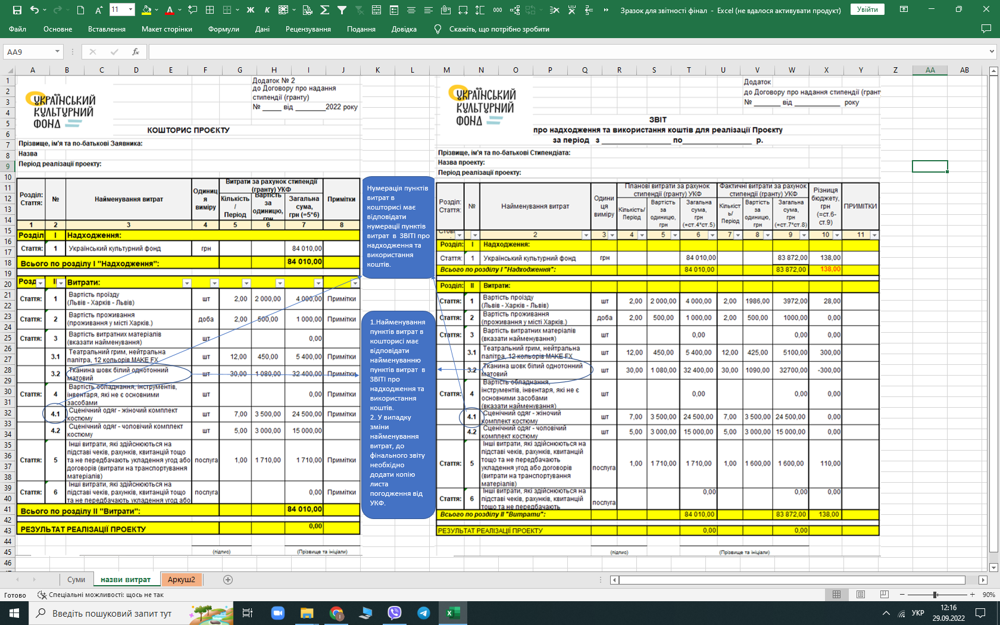 11
Ж
К
Зразок для звітності фінал - Excel (не вдалося активувати продукт)
Увійти
Файл
Основне
Вставлення
Макет сторінки
Формули
Дані
Рецензування
Подання
Довідка
Скажіть, що потрібно зробити
AA9
fx
A B C D E F G H I J K L M N O P Q R S T U V W X Y Z AA AB
Додаток № 2
до Договору про надання
стипендії (гранту)
№ _____ від ________2022 року
УКРАЇНСЬКИЙ
КУЛЬТУРНИЙ
ФОНД
КОШТОРИС ПРОЄКТУ
Прізвище, ім'я та по-батькові Заявника:
Назва
Період реалізації проекту:
Розділ: Стаття: № Найменування витрат Одиниця виміру Витрати за рахунок стипендії (гранту) УКФ Примітки
Кількість / Період Вартість за одиницю, грн Загальна сума, грн (=5*6)
1 2 3 4 5 6 7 8
Розділ I Надходження:
Стаття: 1 Український культурний фонд грн 84 010,00
Всього по розділу I "Надходження": 84 010,00
Розд II Витрати:
Стаття: 1 Вартість проїзду (Львів - Харків - Львів) шт 2,00 2 000,00 4 000,00 Примітки
Стаття: 2 Вартість проживання (проживання у місті Харків.) доба 2,00 500,00 1 000,00 Примітки
Стаття: 3 Вартість витратних матеріалів (вказати найменування) шт 0,00
3.1 Театральний грим, нейтральна палітра, 12 кольорів MAKE FX шт 12,00 450,00 5 400,00 Примітки
3.2 Тканина шовк білий однотонний матовий шт 30,00 1 080,00 32 400,00 Примітки
Стаття: 4 Вартість обладнання, інструментів, інвентаря, які не є основними засобами шт 0,00 Примітки
4.1 Сценічний одяг - жіночий комплект костюму шт 7,00 3 500,00 24 500,00 Примітки
4.2 Сценічний одяг - чоловічий комплект костюму шт 5,00 3 000,00 15 000,00
Стаття: 5 Інші витрати, які здійснюються на підставі чеків, рахунків, квитанцій тощо та не передбачають укладення угод або договорів (витрати на транспортування матеріалів) послуга 1,00 1 710,00 1 710,00 Примітки
Стаття: 6 Інші витрати, які здійснюються на підставі чеків, рахунків, квитанцій тощо та не передбачають укладення угод або послуга 0,00 Примітки
Всього по розділу II "Витрати": 84 010,00
РЕЗУЛЬТАТ РЕАЛІЗАЦІЇ ПРОЕКТУ 0,00
(підпис) (Прізвище та ініціали)
Нумерація пунктів
витрат в
кошторисі має
відповідати
нумерації пунктів
витрат в ЗВІТІ про
надходження та
використання
коштів.
1.Найменування
пунктів витрат в
кошторисі має
відповідати
найменуванню
пунктів витрат в
ЗВІТІ про
надходження та
використання
коштів.
2. У випадку
зміни
найменування
витрат, до
фінального звіту
необхідно
додати копію
листа
погодження від
УКФ.
УКРАЇНСЬКИЙ
КУЛЬТУРНИЙ
ФОНД
Додаток
до Договору про надання стипендії (грант
№ _______ від ____________ року
ЗВІТ
про надходження та використання коштів для реалізації Проєкту
за період з __________________ по__________________ р.
Прізвище, ім'я та по-батькові Стипендіата:
Назва проекту:
Період реалізації проекту:
Розділ: Стаття: № Найменування витрат Одиниця виміру Планові витрати за рахунок стипендії (гранту) УКФ Фактичні витрати за рахунок стипендії (гранту) УКФ Різниця бюджету, грн (=ст.6-ст.9) ПРИМІТКИ
Кількість/ Період Вартість за одиницю, грн Загальна сума, грн (=ст.4*ст.5) Кількість/ Період Вартість за одиницю, грн Загальна сума, грн (=ст.7*ст.8)
2 3 4 5 6 7 8 9 10 11
Розділ: I Надходження:
Стаття: 1 Український культурний фонд грн 84 010,00 83 872,00 138,00
Всього по розділу I "Надходження": 84 010,00 83 872,00 138,00
Розділ: II Витрати:
Стаття: 1 Вартість проїзду (Львів - Харків - Львів) шт 2,00 2 000,00 4 000,00 2,00 1986,00 3972,00 28,00
Стаття: 2 Вартість проживання (проживання у місті Харків.) доба 2,00 500,00 1 000,00 2,00 500,00 1000,00 0,00
Стаття: 3 Вартість витратних матеріалів (вказати найменування) шт 0,00 0,00 0,00
3.1 Театральний грим, нейтральна палітра, 12 кольорів MAKE FX шт 12,00 450,00 5 400,00 12,00 425,00 5100,00 300,00
3.2 Тканина шовк білий однотонний матовий шт 30,00 1 080,00 32 400,00 30,00 1090,00 32700,00 -300,00
Стаття: 4 Вартість обладнання, інструментів, інвентаря, які не є основними засобами (вказати найменування) шт 0,00 0,00 0,00
4.1 Сценічний одяг - жіночий комплект костюму шт 7,00 3 500,00 24 500,00 7,00 3 500,00 24 500,00 0,00
4.2 Сценічний одяг - чоловічий комплект костюму шт 5,00 3 000,00 15 000,00 5,00 3 000,00 15 000,00 0,00
Стаття: 5 Інші витрати, які здійснюються на підставі чеків, рахунків, квитанцій тощо та не передбачають укладення угод або договорів (витрати на транспортування матеріалів) послуга 1,00 1 710,00 1 710,00 1,00 1 600,00 1 600,00 110,00
Стаття: 6 Інші витрати, які здійснюються на підставі чеків, рахунків, квитанцій тощо та не передбачають послуга 0,00 0,00 0,00
Всього по розділу II "Витрати": 84 010,00 83 872,00 138,00
РЕЗУЛЬТАТ РЕАЛІЗАЦІЇ ПРОЕКТУ 0,00 0,00
(підпис) (Прізвище та ініціали)
Суми
назви витрат
Аркуш2
Готово
Спеціальні можливості: щось не так
90%
Введіть пошуковий запит тут
УКР
12:16
29.09.2022